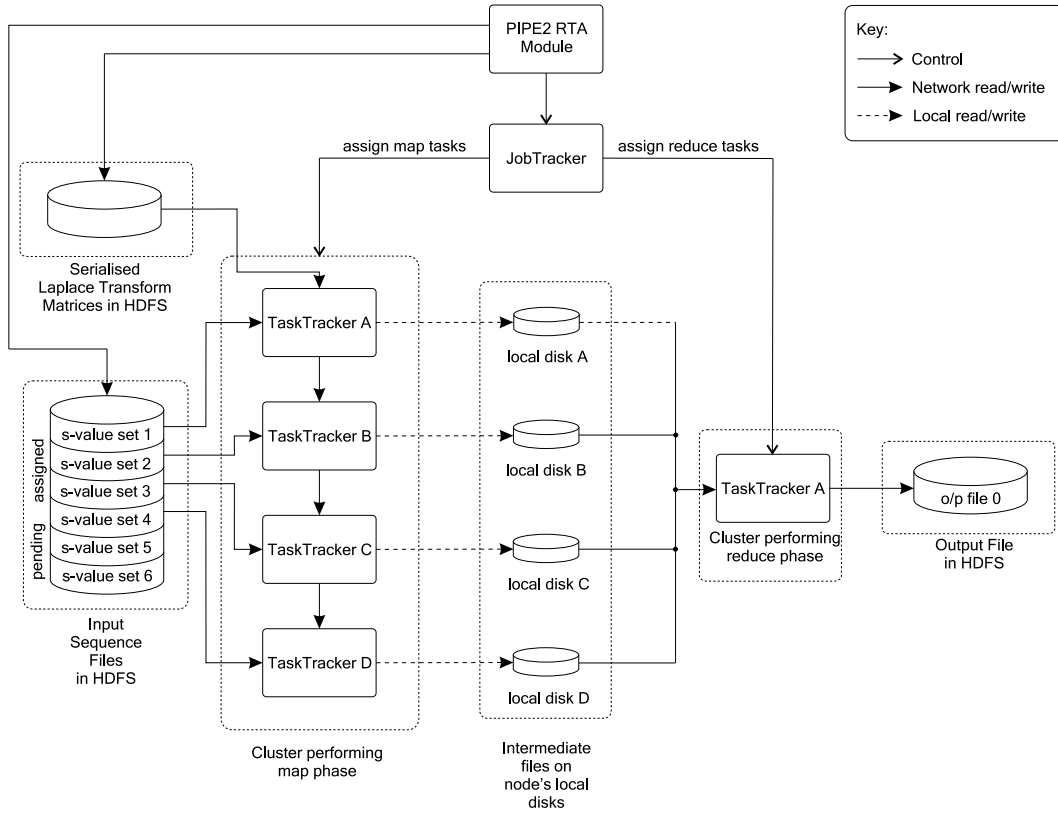 PIPE2 RTA
Module
Key:
Control
Network read/write
Local read/write
assign map tasks
JobTracker
assign reduce tasks
Serialised
Laplace Transform
Matrices in HDFS
TaskTracker A
local disk A
assigned
pending
s-value set 1
s-value set 2
s-value set 3
s-value set 4
s-value set 5
s-value set 6
TaskTracker B
local disk B
TaskTracker C
local disk C
TaskTracker D
local disk D
TaskTracker A
Cluster performing
reduce phase
o/p file 0
Output File
in HDFS
Input
Sequence
Files
in HDFS
Cluster performing
map phase
Intermediate
files on
node's local
disks